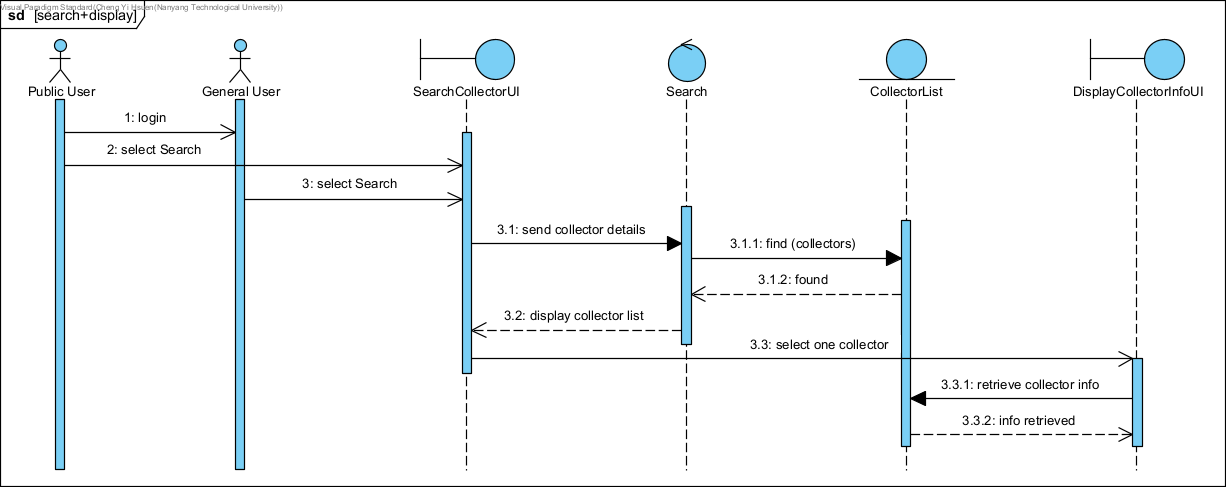 Visual Paradigm Standard(Cheng Yi Hsuen(Nanyang Technological University))
sd [search+display]
Public User
General User
SearchCollectorUI
Search
CollectorList
DisplayCollectorInfoUI
1: login
2: select Search
3: select Search
3.1: send collector details
3.1.1: find (collectors)
3.1.2: found
3.2: display collector list
3.3: select one collector
3.3.1: retrieve collector info
3.3.2: info retrieved